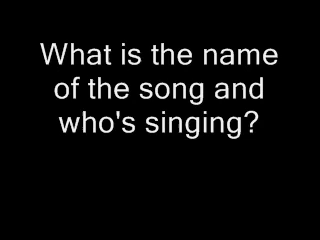 What is the name
of the song and
who's singing?